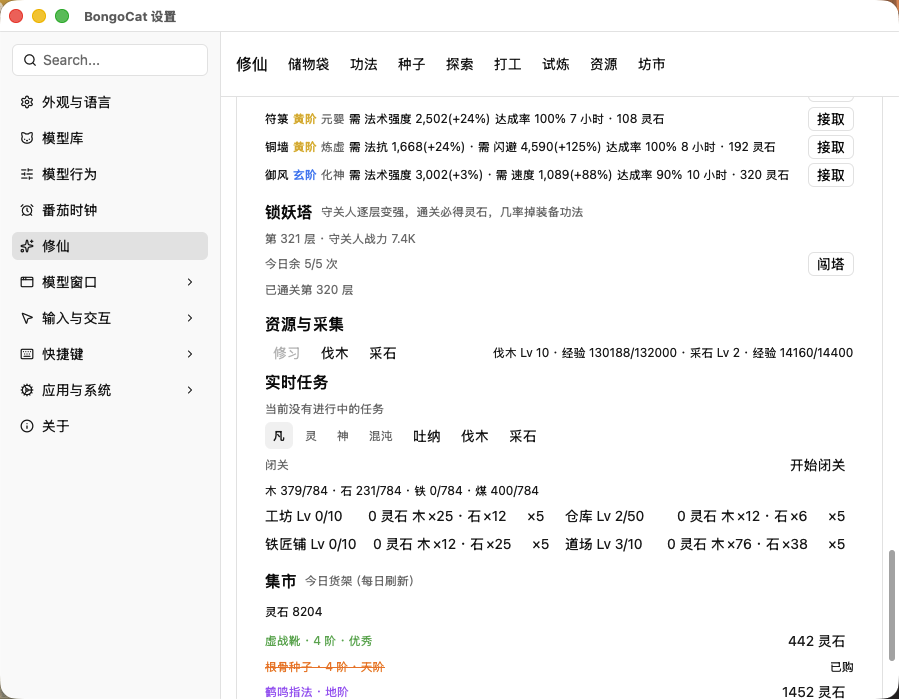 BongoCat 设置
Search...
外观与语言
模型库
模型行为
番茄时钟
修仙
模型窗口
输入与交互
快捷键
应用与系统
关于
修仙 储物袋 功法 种子 探索 打工 试炼 资源 坊市
符箓 黄阶 元婴 需 法术强度 2,502(+24%) 达成率 100% 7 小时 · 108 灵石 接取
铜墙 黄阶 炼虚 需 法抗 1,668(+24%) · 需 闪避 4,590(+125%) 达成率 100% 8 小时 · 192 灵石 接取
御风 玄阶 化神 需 法术强度 3,002(+3%) · 需 速度 1,089(+88%) 达成率 90% 10 小时 · 320 灵石 接取
锁妖塔 守关人逐层变强，通关必得灵石，几率掉装备功法
第 321 层 · 守关人战力 7.4K
今日余 5/5 次 闯塔
已通关第 320 层
资源与采集
修习 伐木 采石 伐木 Lv 10 · 经验 130188/132000 · 采石 Lv 2 · 经验 14160/14400
实时任务
当前没有进行中的任务
凡 灵 神 混沌 吐纳 伐木 采石
闭关 开始闭关
木 379/784 · 石 231/784 · 铁 0/784 · 煤 400/784
工坊 Lv 0/10 0 灵石 木×25 · 石×12 ×5 仓库 Lv 2/50 0 灵石 木×12 · 石×6 ×5
铁匠铺 Lv 0/10 0 灵石 木×12 · 石×25 ×5 道场 Lv 3/10 0 灵石 木×76 · 石×38 ×5
集市 今日货架 (每日刷新)
灵石 8204
虚战靴 · 4 阶 · 优秀 442 灵石
根骨种子 · 4 阶 · 天阶 已购
鹤鸣指法 · 地阶 1452 灵石